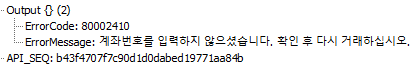 Output {} (2)
ErrorCode: 80002410
ErrorMessage: 계좌번호를 입력하지 않으셨습니다. 확인 후 다시 거래하십시오.
API_SEQ: b43f4707f7c90d1d0dabed19771aa84b